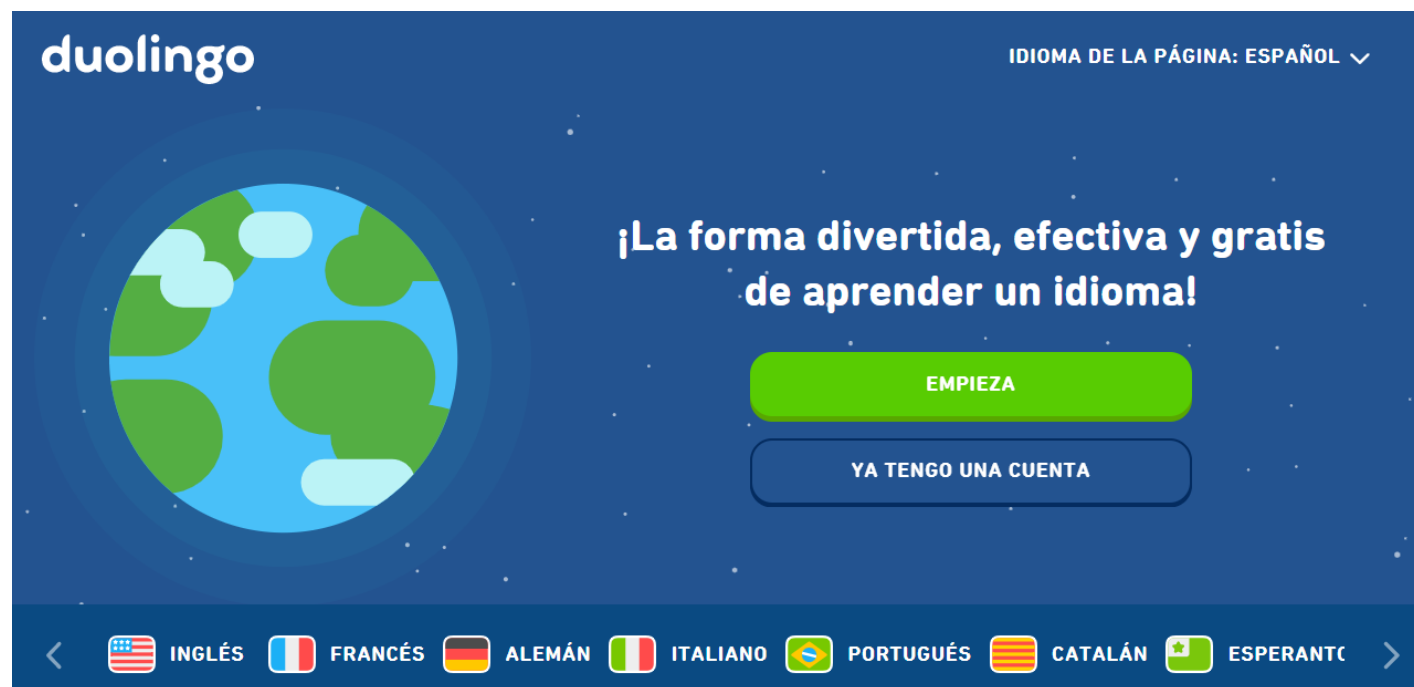 duolingo
IDIOMA DE LA PÁGINA: ESPAÑOL
¡La forma divertida, efectiva y gratis
de aprender un idioma!
EMPIEZA
YA TENGO UNA CUENTA
INGLÉS FRANCÉS ALEMÁN ITALIANO PORTUGUÉS CATALÁN ESPERANT